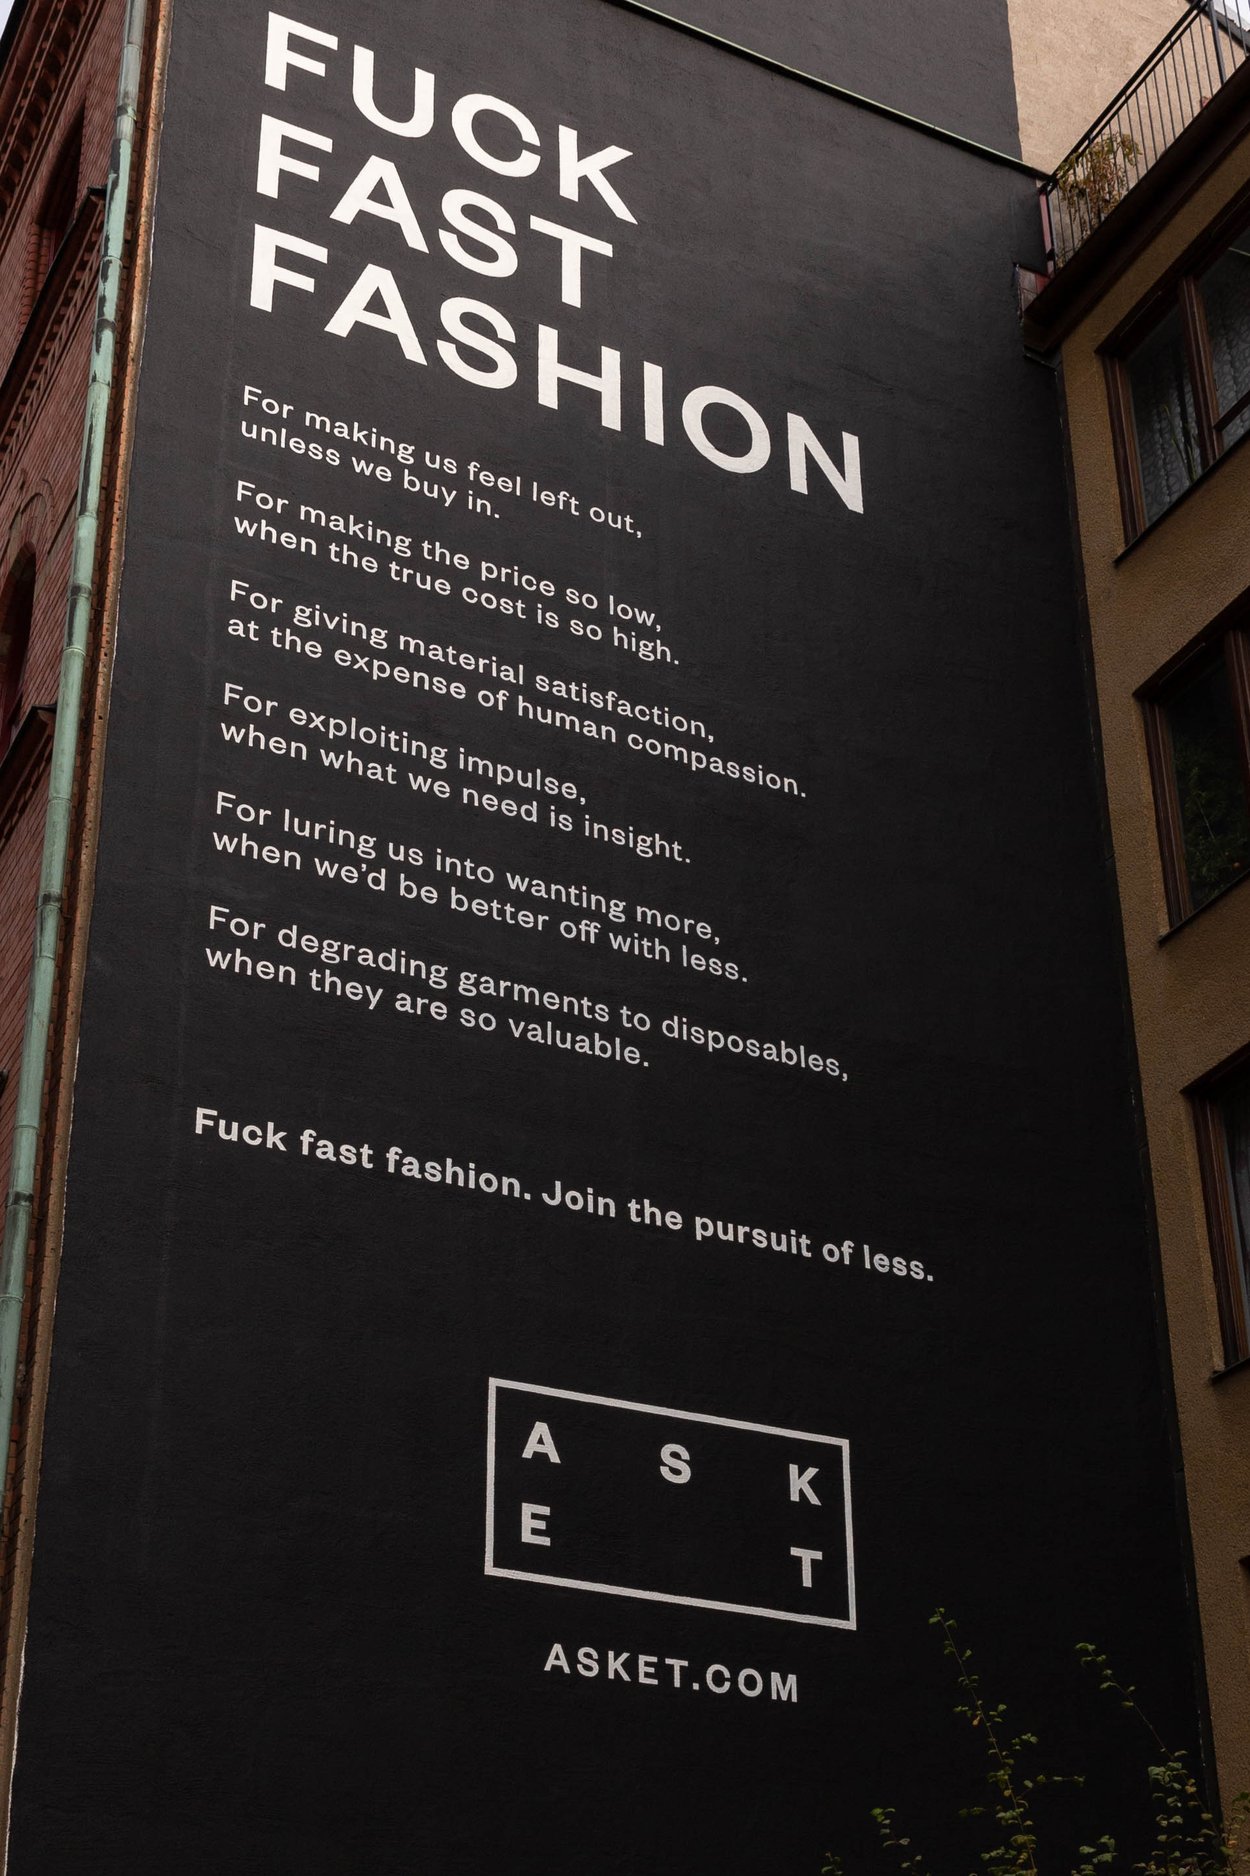 FUCK
FAST
FASHION
For making us feel left out,
unless we buy in.
For making the price so low,
when the true cost is so high.
For giving material satisfaction,
at the expense of human compassion.
For exploiting impulse,
when what we need is insight.
For luring us into wanting more,
when we’d be better off with less.
For degrading garments to disposables,
when they are so valuable.
Fuck fast fashion. Join the pursuit of less.
A S K
E T
ASKET.COM